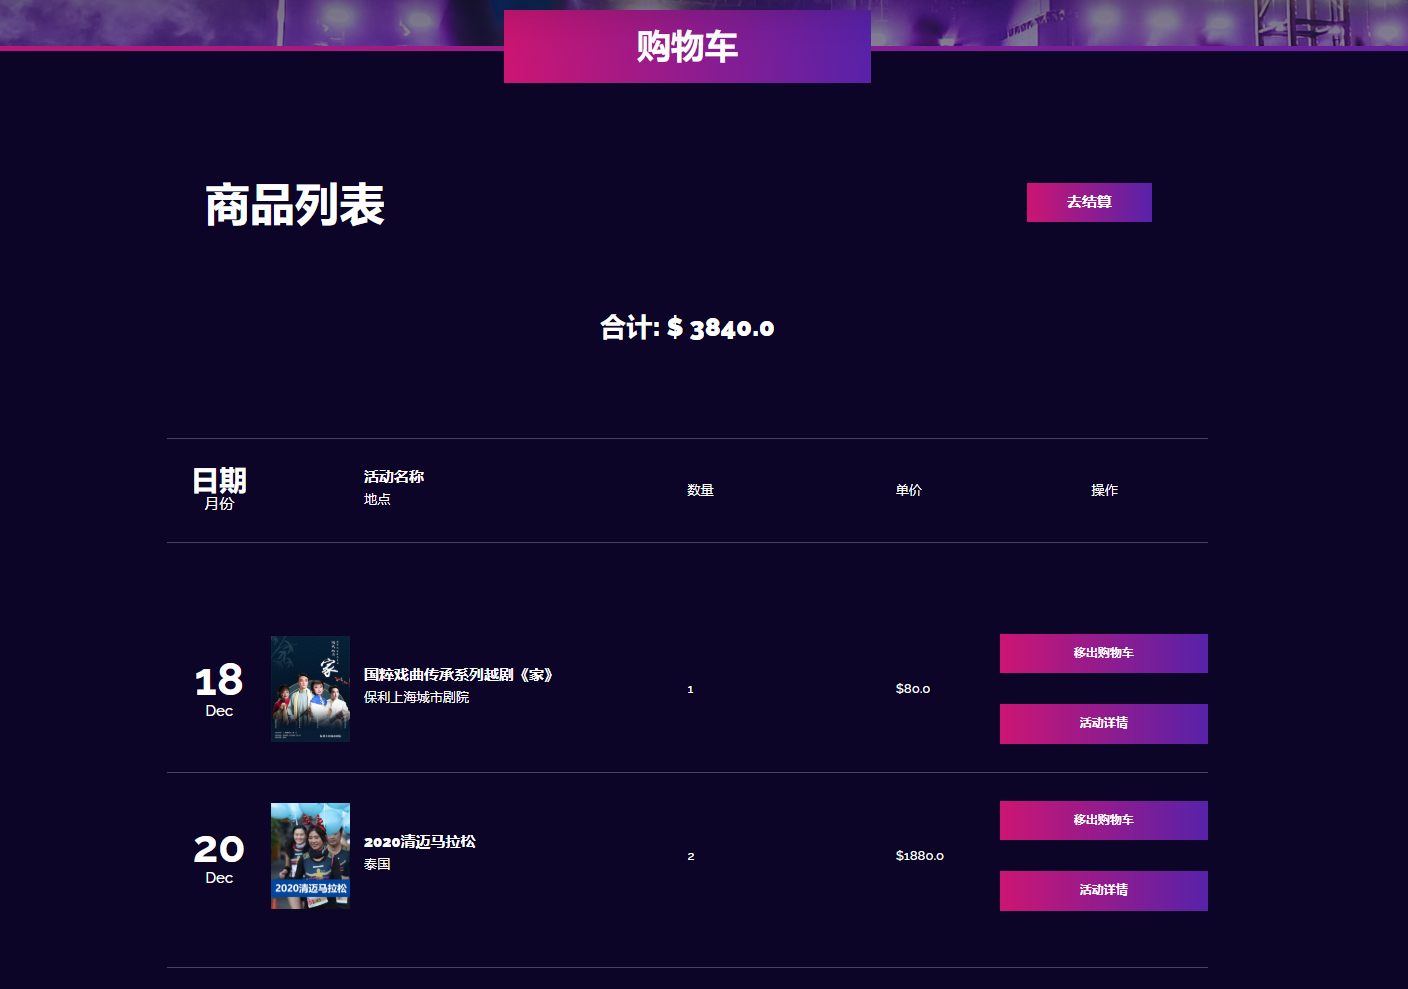 购物车
商品列表
去结算
合计: $ 3840.0
日期
月份
活动名称
地点
数量
单价
操作
18
Dec
家
国粹戏曲传承系列越剧《家》
保利上海城市剧院
1
$80.0
移出购物车
活动详情
20
Dec
2020清迈马拉松
2020清迈马拉松
泰国
2
$1880.0
移出购物车
活动详情